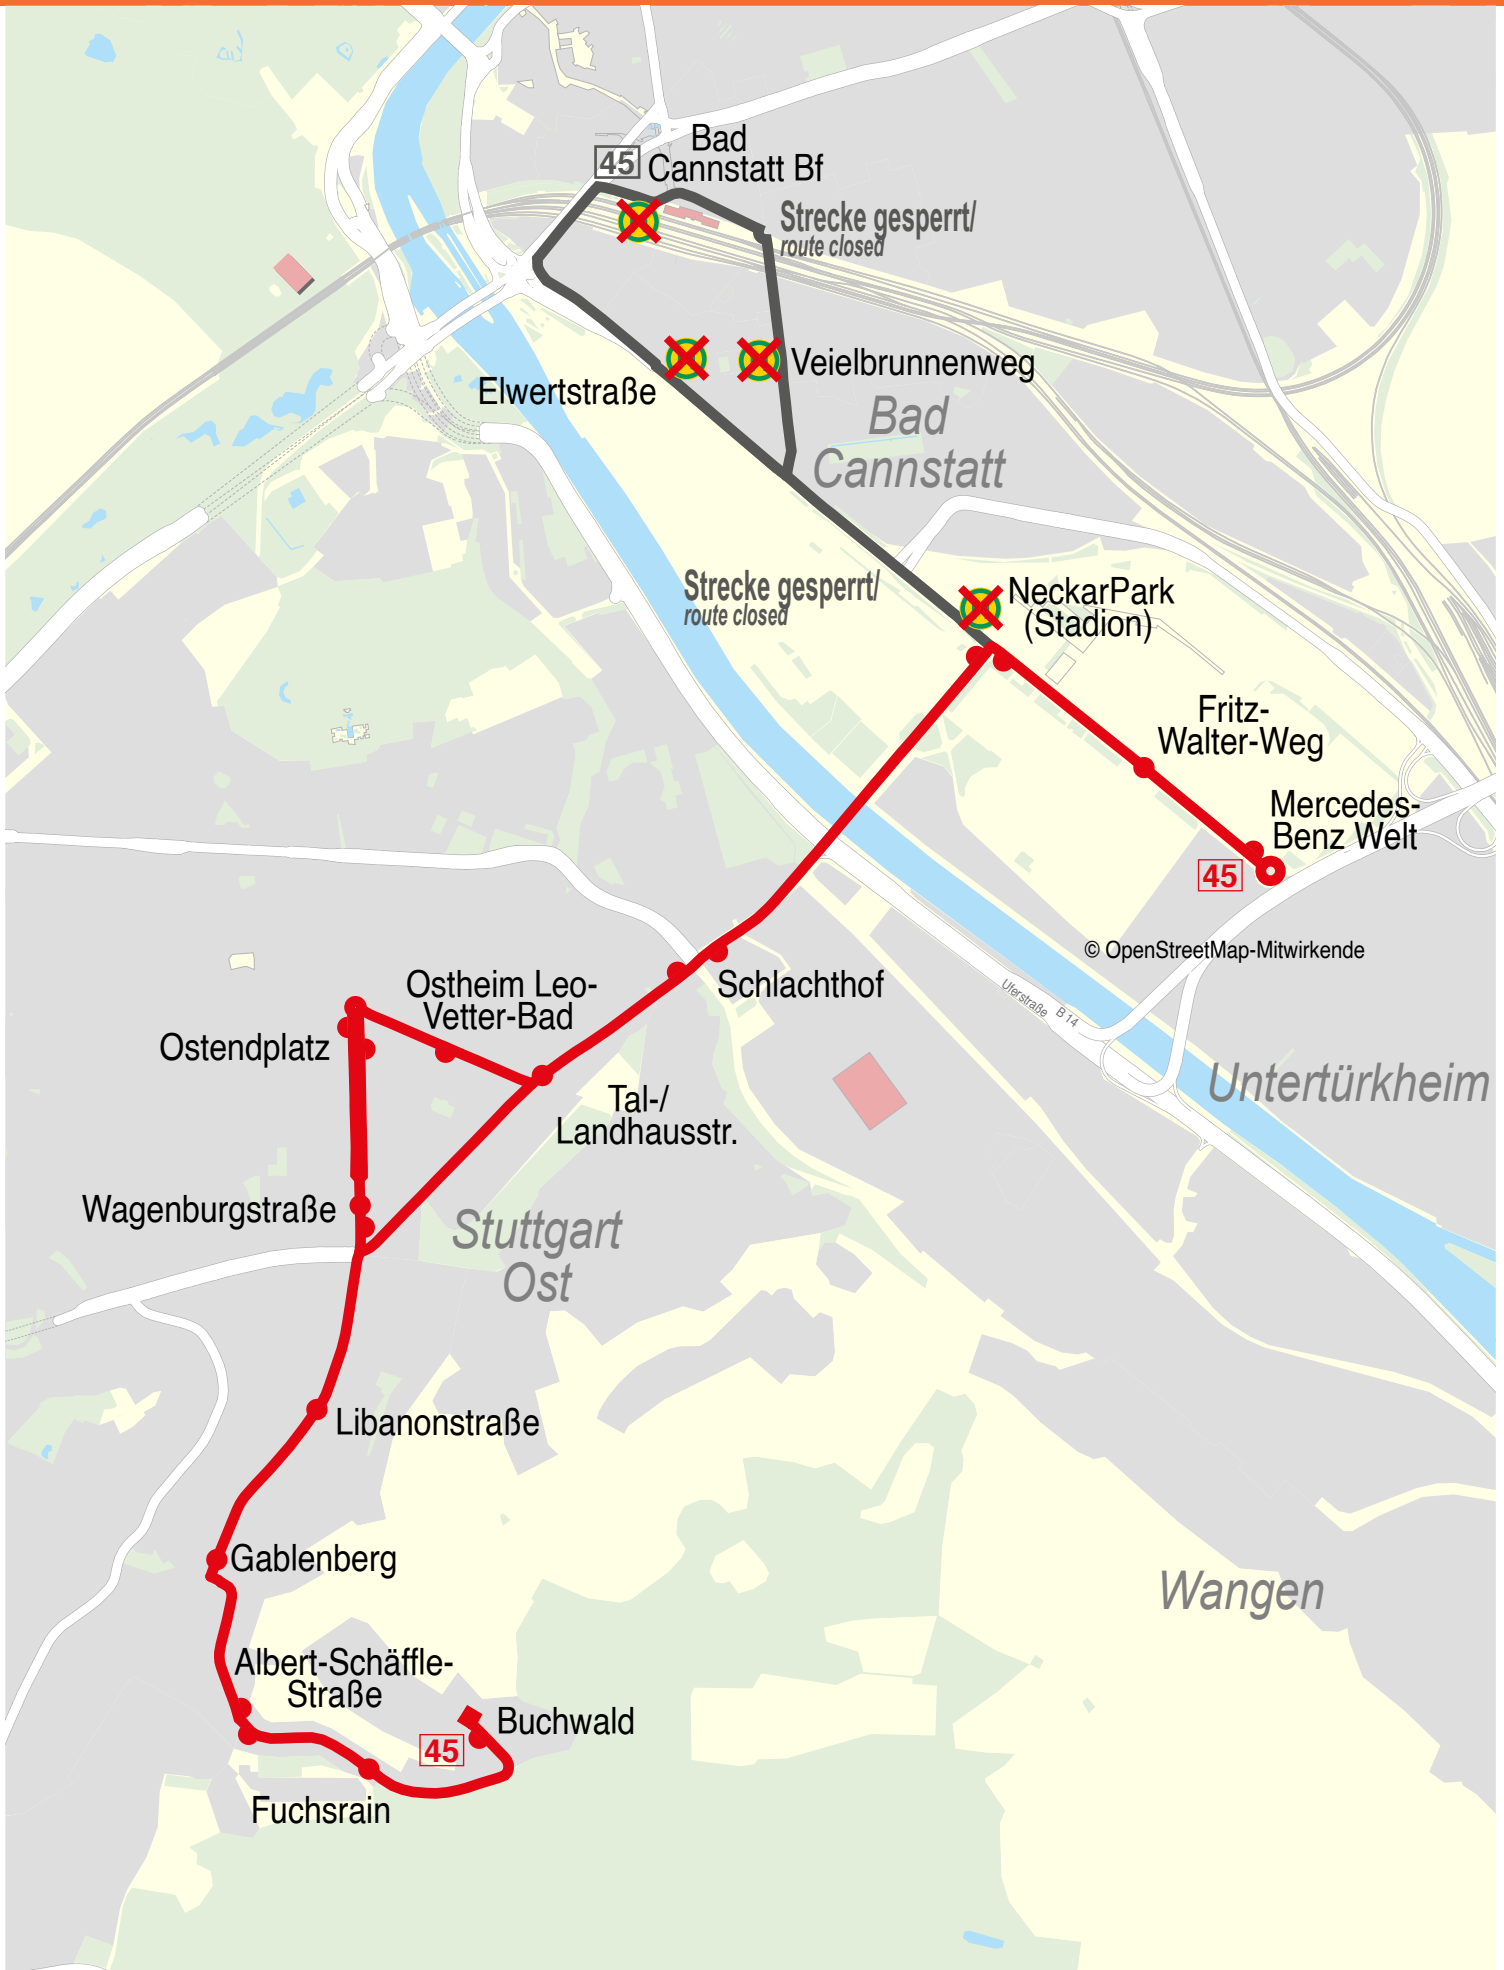 Bad
45 Cannstatt Bf
Strecke gesperrt/
route closed
Veielbrunnenweg
Elwertstraße
Bad
Cannstatt
Strecke gesperrt/
route closed
NeckarPark
(Stadion)
Fritz-
Walter-Weg
Mercedes-
Benz Welt
45
© OpenStreetMap-Mitwirkende
Ostheim Leo-
Vetter-Bad
Schlachthof
Uferstraße B 14
Ostendplatz
Untertürkheim
Tal-/
Landhausstr.
Wagenburgstraße
Stuttgart
Ost
Libanonstraße
Gablenberg
Wangen
Albert-Schäffle-
Straße
Buchwald
45
Fuchsrain